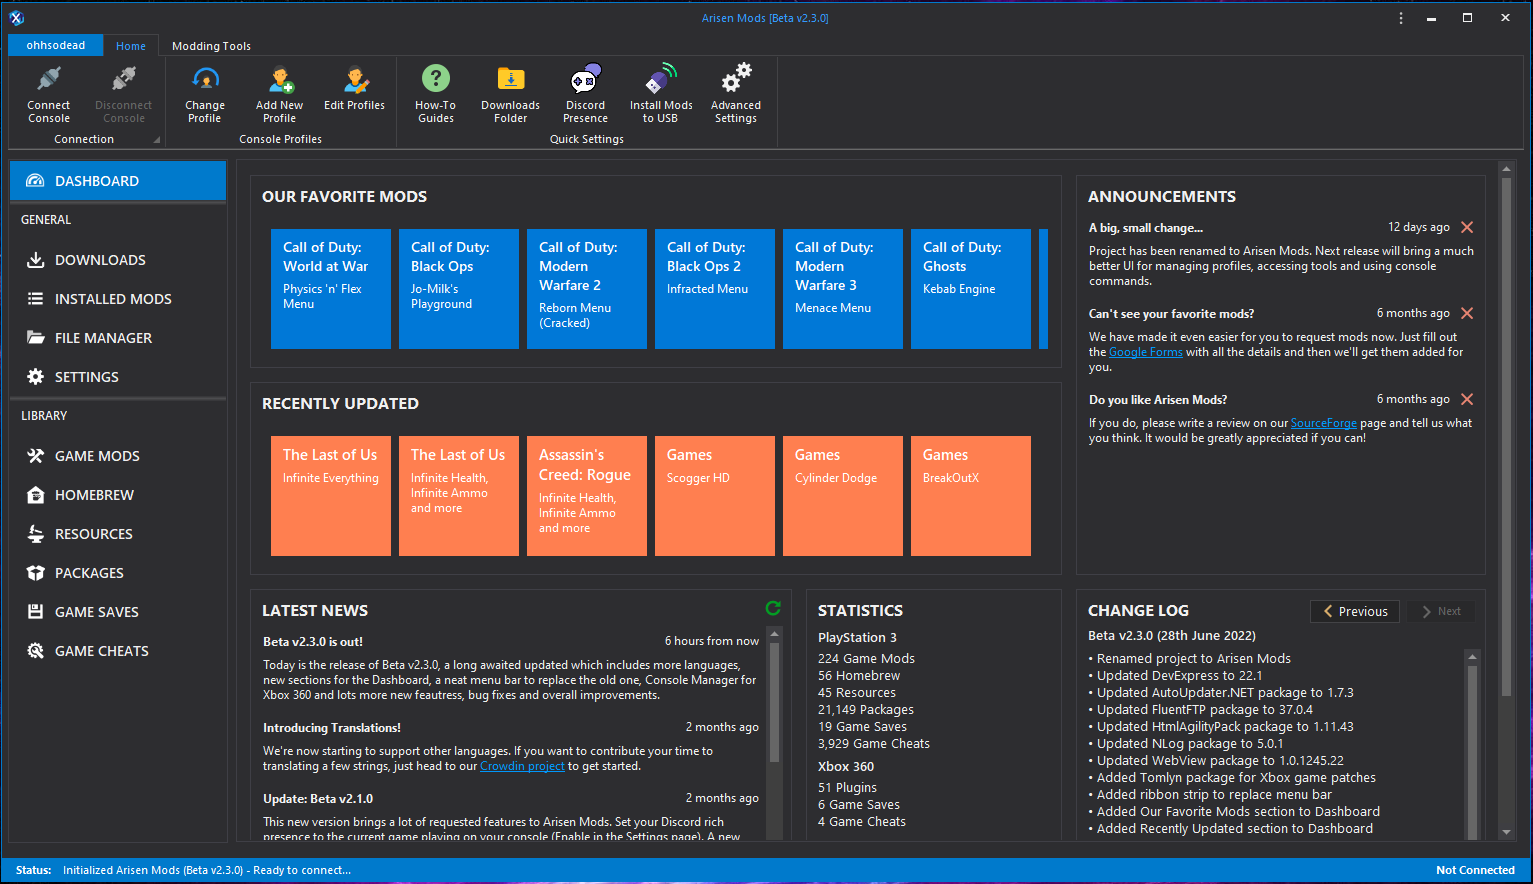 Arisen Mods [Beta v2.3.0]
ohhsodead
Home
Modding Tools
Connect
Console
Disconnect
Console
Connection
Change
Profile
Add New
Profile
Edit Profiles
Console Profiles
How-To
Guides
Downloads
Folder
Discord
Presence
Install Mods
to USB
Advanced
Settings
Quick Settings
DASHBOARD
GENERAL
DOWNLOADS
INSTALLED MODS
FILE MANAGER
SETTINGS
LIBRARY
GAME MODS
HOMEBREW
RESOURCES
PACKAGES
GAME SAVES
GAME CHEATS
OUR FAVORITE MODS
Call of Duty:
World at War
Physics 'n' Flex
Menu
Call of Duty:
Black Ops
Jo-Milk's
Playground
Call of Duty:
Modern
Warfare 2
Reborn Menu
(Cracked)
Call of Duty:
Black Ops 2
Infracted Menu
Call of Duty:
Modern
Warfare 3
Menace Menu
Call of Duty:
Ghosts
Kebab Engine
RECENTLY UPDATED
The Last of Us
Infinite Everything
The Last of Us
Infinite Health,
Infinite Ammo
and more
Assassin's
Creed: Rogue
Infinite Health,
Infinite Ammo
and more
Games
Scogger HD
Games
Cylinder Dodge
Games
BreakOutX
ANNOUNCEMENTS
A big, small change... 12 days ago
Project has been renamed to Arisen Mods. Next release will bring a much
better UI for managing profiles, accessing tools and using console
commands.
Can't see your favorite mods? 6 months ago
We have made it even easier for you to request mods now. Just fill out
the Google Forms with all the details and then we'll get them added for
you.
Do you like Arisen Mods? 6 months ago
If you do, please write a review on our SourceForge page and tell us what
you think. It would be greatly appreciated if you can!
LATEST NEWS
Beta v2.3.0 is out! 6 hours from now
Today is the release of Beta v2.3.0, a long awaited updated which includes more languages,
new sections for the Dashboard, a neat menu bar to replace the old one, Console Manager for
Xbox 360 and lots more new feautress, bug fixes and overall improvements.
Introducing Translations! 2 months ago
We're now starting to support other languages. If you want to contribute your time to
translating a few strings, just head to our Crowdin project to get started.
Update: Beta v2.1.0 2 months ago
This new version brings a lot of requested features to Arisen Mods. Set your Discord rich
presence to the current game playing on your console (Enable in the Settings page). A new
STATISTICS
PlayStation 3
224 Game Mods
56 Homebrew
45 Resources
21,149 Packages
19 Game Saves
3,929 Game Cheats
Xbox 360
51 Plugins
6 Game Saves
4 Game Cheats
CHANGE LOG
Previous
Next
Beta v2.3.0 (28th June 2022)
• Renamed project to Arisen Mods
• Updated DevExpress to 22.1
• Updated AutoUpdater.NET package to 1.7.3
• Updated FluentFTP package to 37.0.4
• Updated HtmlAgilityPack package to 1.11.43
• Updated NLog package to 5.0.1
• Updated WebView package to 1.0.1245.22
• Added Tomlyn package for Xbox game patches
• Added ribbon strip to replace menu bar
• Added Our Favorite Mods section to Dashboard
• Added Recently Updated section to Dashboard
Status: Initialized Arisen Mods (Beta v2.3.0) - Ready to connect...
Not Connected